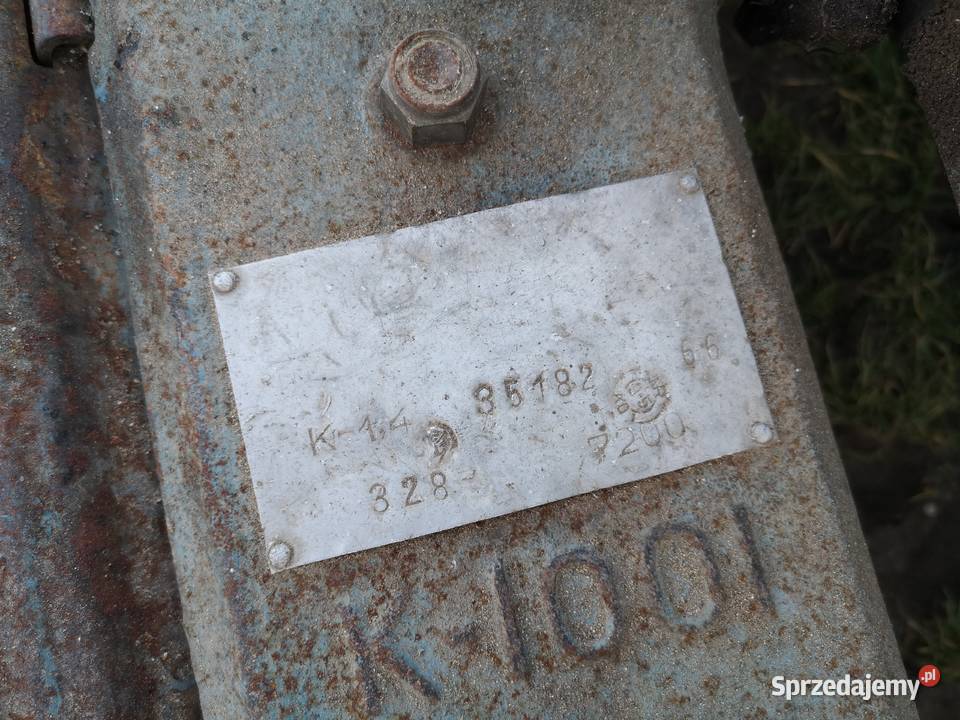 K-14 35182 66
328 7200
K-1001
Sprzedajemy.pl